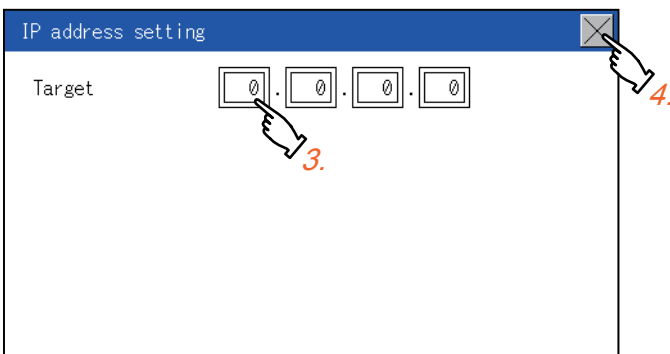 IP address setting
Target 0 . 0 . 0 . 0
3.
4.